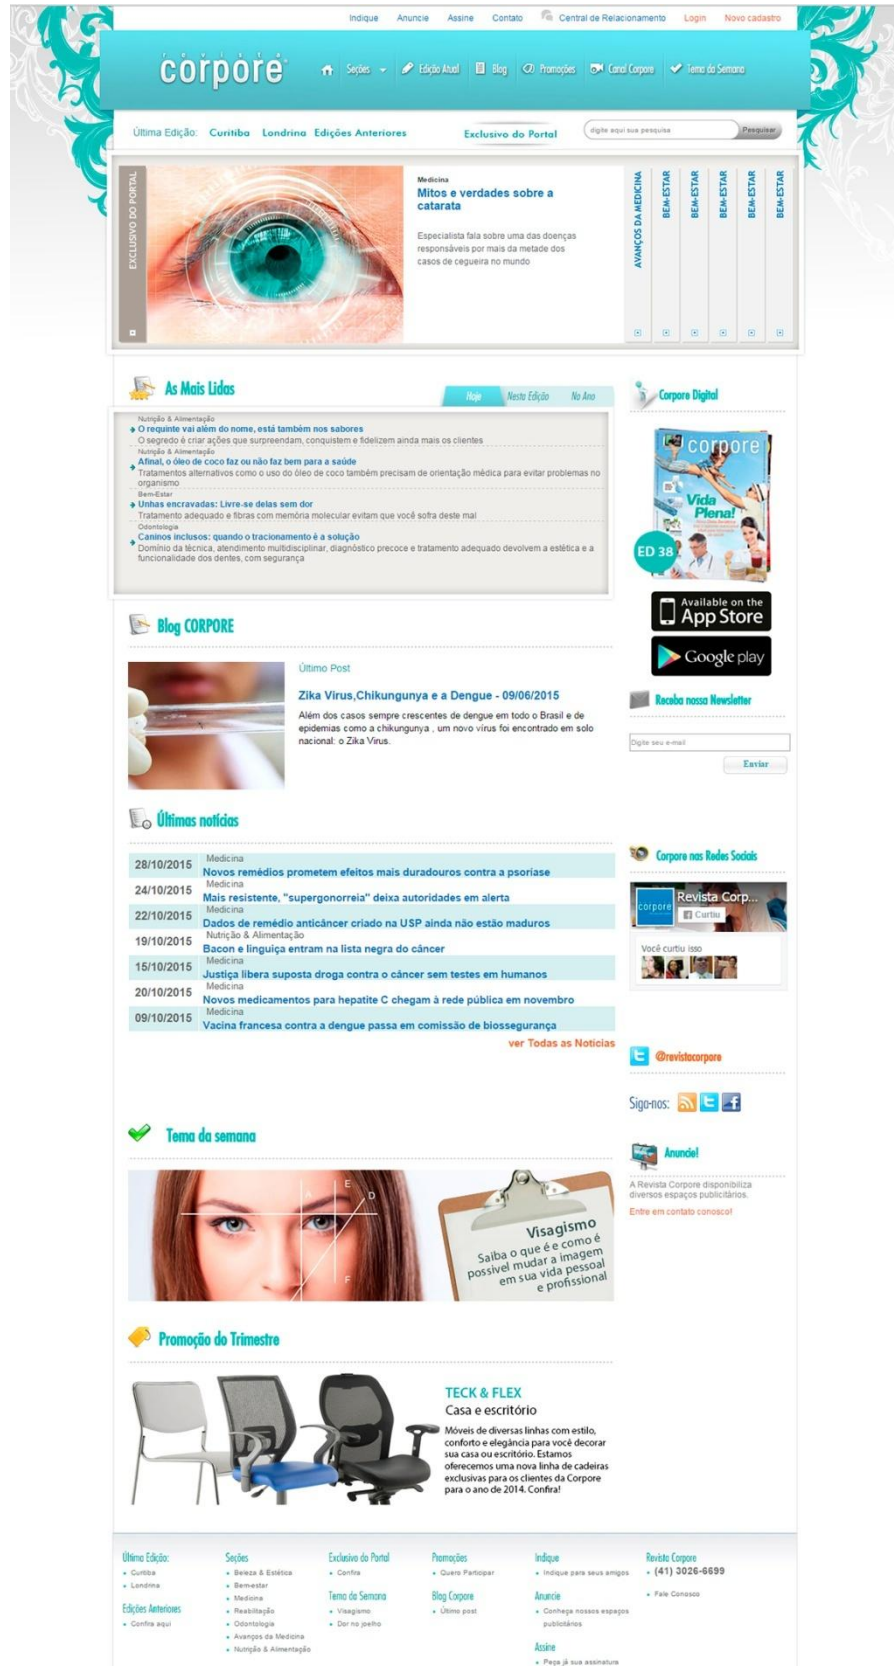 Indique Anuncie Assine Contato Central de Relacionamento Login Novo cadastro
revista
corpore
Seções Edição Atual Blog Promoções Canal Corpore Tema da Semana
Última Edição: Curitiba Londrina Edições Anteriores Exclusivo do Portal digite aqui sua pesquisa Pesquisar
EXCLUSIVO DO PORTAL
Medicina
Mitos e verdades sobre a
catarata
Especialista fala sobre uma das doenças
responsáveis por mais da metade dos
casos de cegueira no mundo
AVANÇOS DA MEDICINA
BEM-ESTAR
BEM-ESTAR
BEM-ESTAR
BEM-ESTAR
BEM-ESTAR
As Mais Lidas
Hoje Nesta Edição No Ano
Nutrição & Alimentação
O requinte vai além do nome, está também nos sabores
O segredo é criar ações que surpreendam, conquistem e fidelizem ainda mais os clientes
Nutrição & Alimentação
Afinal, o óleo de coco faz ou não faz bem para a saúde
Tratamentos alternativos como o uso do óleo de coco também precisam de orientação médica para evitar problemas no
organismo
Bem-Estar
Unhas encravadas: Livre-se delas sem dor
Tratamento adequado e fibras com memória molecular evitam que você sofra deste mal
Odontologia
Caninos inclusos: quando o tracionamento é a solução
Domínio da técnica, atendimento multidisciplinar, diagnóstico precoce e tratamento adequado devolvem a estética e a
funcionalidade dos dentes, com segurança
Corpore Digital
corpore
Vida
Plena!
ED 38
Available on the
App Store
Google play
Blog CORPORE
Último Post
Zika Virus,Chikungunya e a Dengue - 09/06/2015
Além dos casos sempre crescentes de dengue em todo o Brasil e de
epidemias como a chikungunya , um novo vírus foi encontrado em solo
nacional: o Zika Virus.
Receba nossa Newsletter
Digite seu e-mail
Enviar
Últimas notícias
28/10/2015 Medicina
Novos remédios prometem efeitos mais duradouros contra a psoríase
24/10/2015 Medicina
Mais resistente, "supergonorreia" deixa autoridades em alerta
22/10/2015 Medicina
Dados de remédio anticâncer criado na USP ainda não estão maduros
19/10/2015 Nutrição & Alimentação
Bacon e linguiça entram na lista negra do câncer
15/10/2015 Medicina
Justiça libera suposta droga contra o câncer sem testes em humanos
20/10/2015 Medicina
Novos medicamentos para hepatite C chegam à rede pública em novembro
09/10/2015 Medicina
Vacina francesa contra a dengue passa em comissão de biossegurança
ver Todas as Notícias
Corpore nas Redes Sociais
corpore
Revista Corp...
Curtiu
Você curtiu isso
@revistacorpore
Siga-nos:
Anuncie!
A Revista Corpore disponibiliza
diversos espaços publicitários.
Entre em contato conosco!
Tema da semana
A E D F
Visagismo
Saiba o que é e como é
possível mudar a imagem
em sua vida pessoal
e profissional
Promoção do Trimestre
TECK & FLEX
Casa e escritório
Móveis de diversas linhas com estilo,
conforto e elegância para você decorar
sua casa ou escritório. Estamos
oferecemos uma nova linha de cadeiras
exclusivas para os clientes da Corpore
para o ano de 2014. Confira!
Última Edição:
Curitiba
Londrina
Edições Anteriores
Confira aqui
Seções
Beleza & Estética
Bem-estar
Medicina
Reabilitação
Odontologia
Avanços da Medicina
Nutrição & Alimentação
Exclusivo do Portal
Confira
Tema da Semana
Visagismo
Dor no joelho
Promoções
Quero Participar
Blog Corpore
Último post
Indique
Indique para seus amigos
Anuncie
Conheça nossos espaços
publicitários
Assine
Peça já sua assinatura
Revista Corpore
(41) 3026-6699
Fale Conosco